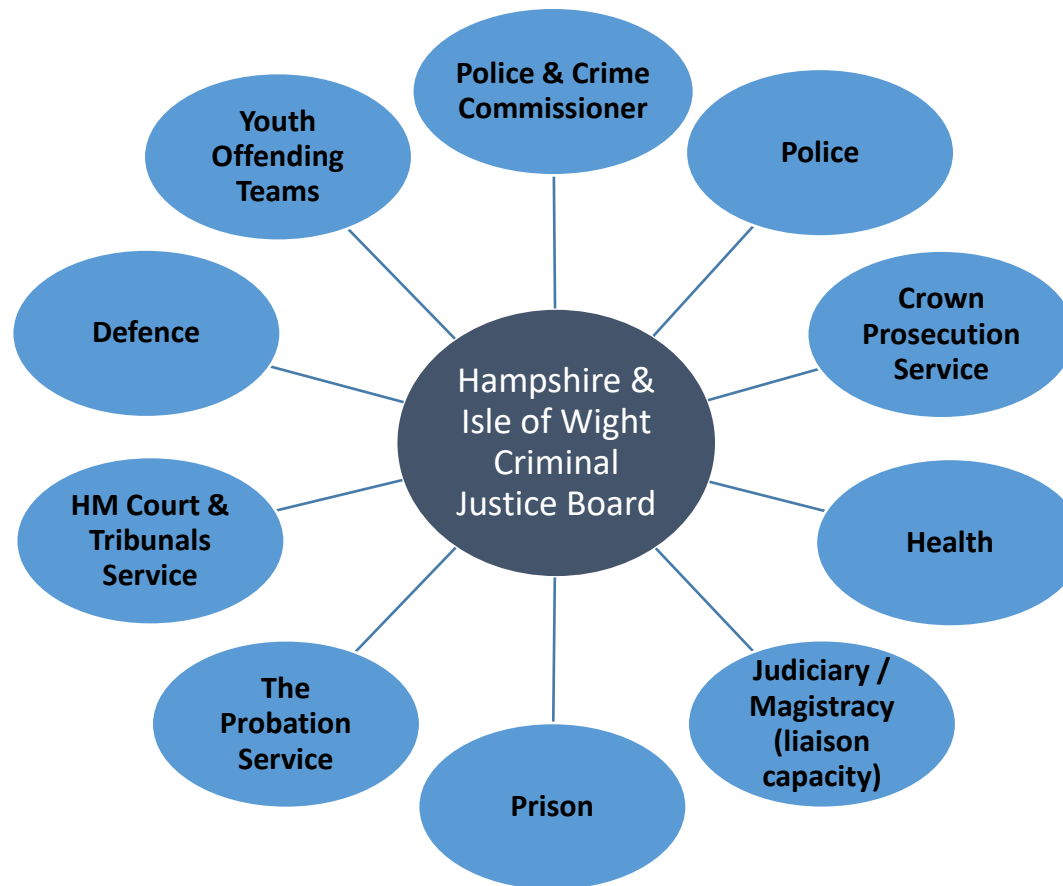 Police & Crime
Commissioner
Police
Crown
Prosecution
Service
Health
Judiciary /
Magistracy
(liaison
capacity)
Prison
The
Probation
Service
HM Court &
Tribunals
Service
Defence
Youth
Offending
Teams
Hampshire &
Isle of Wight
Criminal
Justice Board